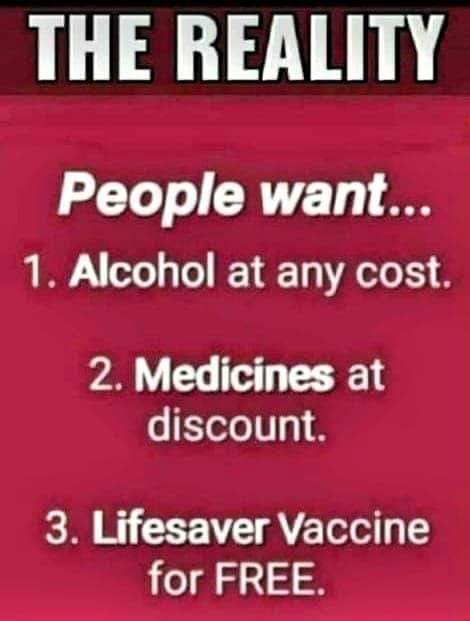 THE REALITY
People want...
1. Alcohol at any cost.
2. Medicines at
discount.
3. Lifesaver Vaccine
for FREE.